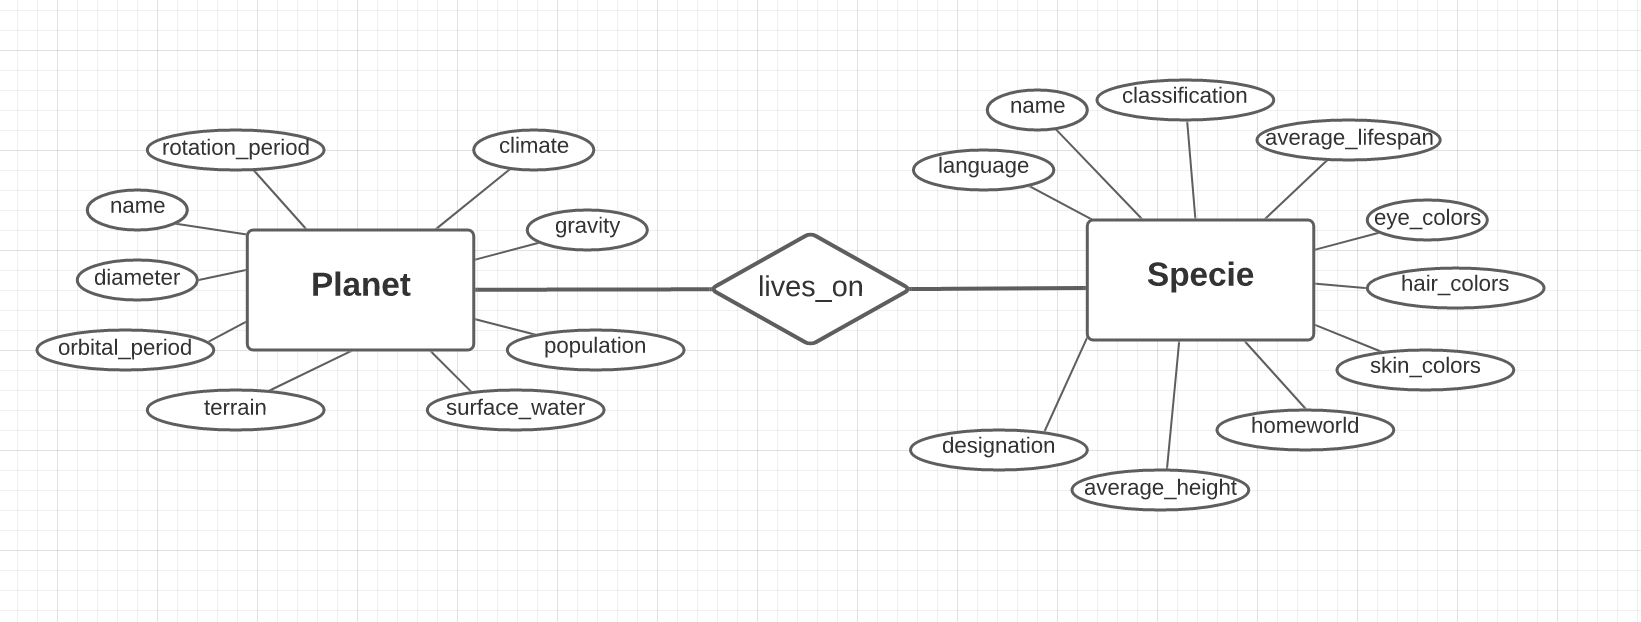 rotation_period
climate
name
gravity
diameter
Planet
orbital_period
population
terrain
surface_water
lives_on
name
classification
average_lifespan
language
eye_colors
Specie
hair_colors
skin_colors
homeworld
designation
average_height